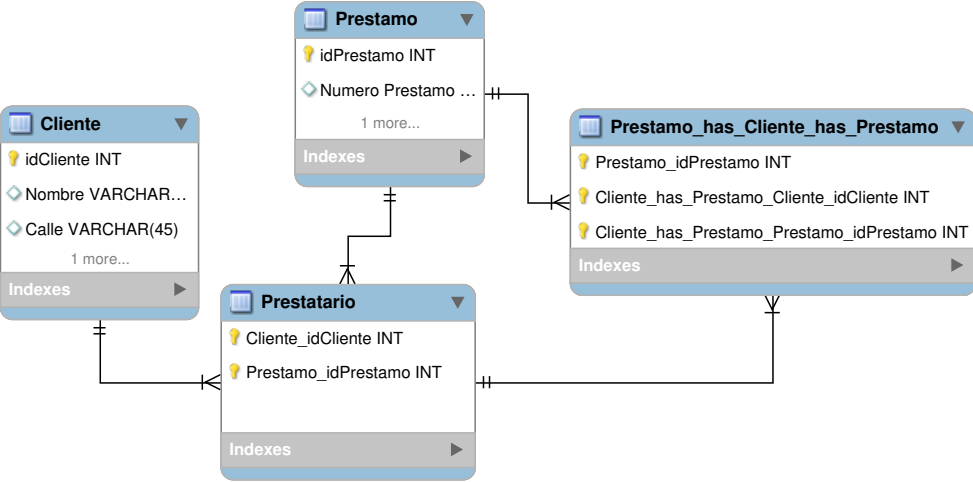 Prestamo
idPrestamo INT
Numero Prestamo ...
1 more...
Indexes
Cliente
idCliente INT
Nombre VARCHAR...
Calle VARCHAR(45)
1 more...
Indexes
Prestamo_has_Cliente_has_Prestamo
Prestamo_idPrestamo INT
Cliente_has_Prestamo_Cliente_idCliente INT
Cliente_has_Prestamo_Prestamo_idPrestamo INT
Indexes
Prestatario
Cliente_idCliente INT
Prestamo_idPrestamo INT
Indexes